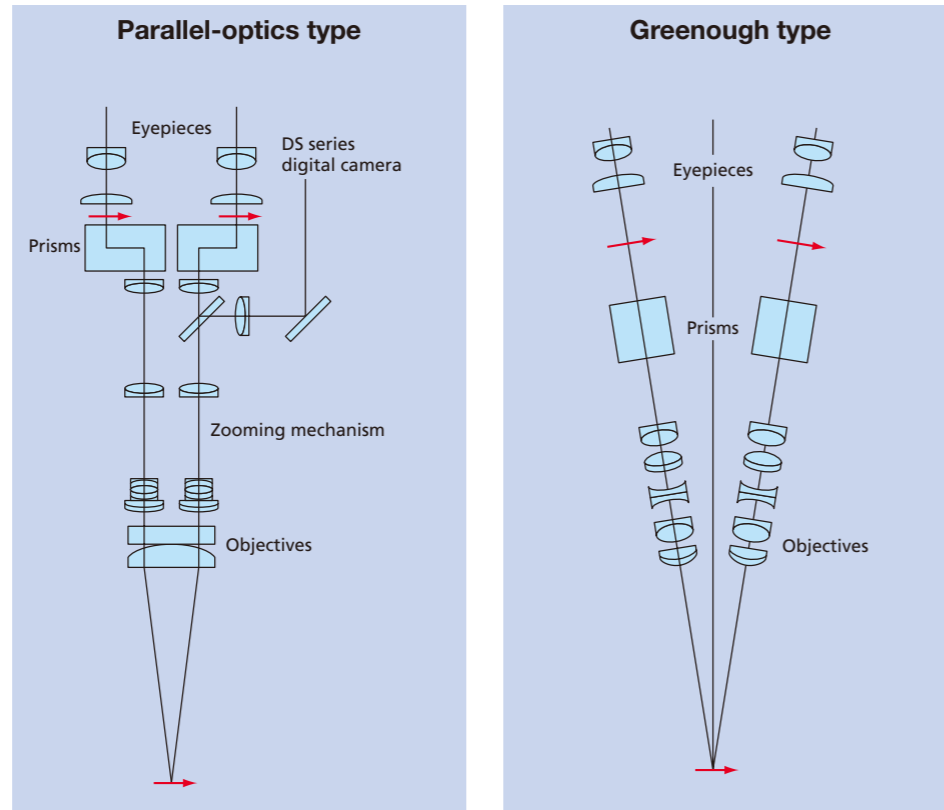 Parallel-optics type
Eyepieces
DS series
digital camera
Prisms
Zooming mechanism
Objectives
Greenough type
Eyepieces
Prisms
Objectives